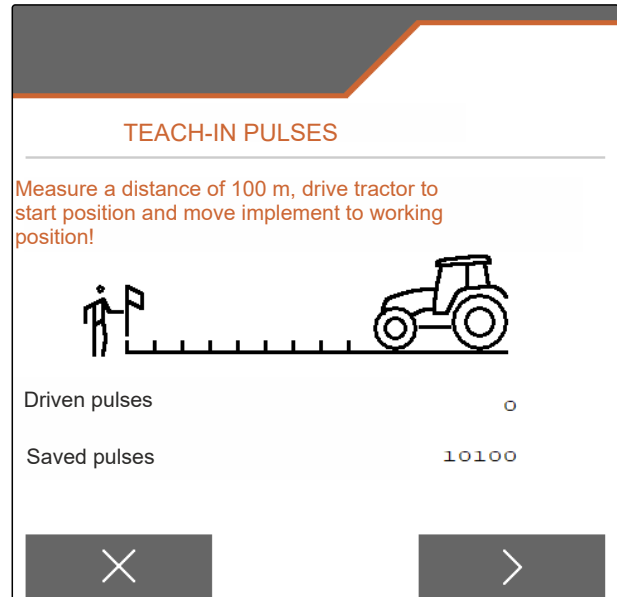 TEACH-IN PULSES
Measure a distance of 100 m, drive tractor to
start position and move implement to working
position!
Driven pulses 0
Saved pulses 10100